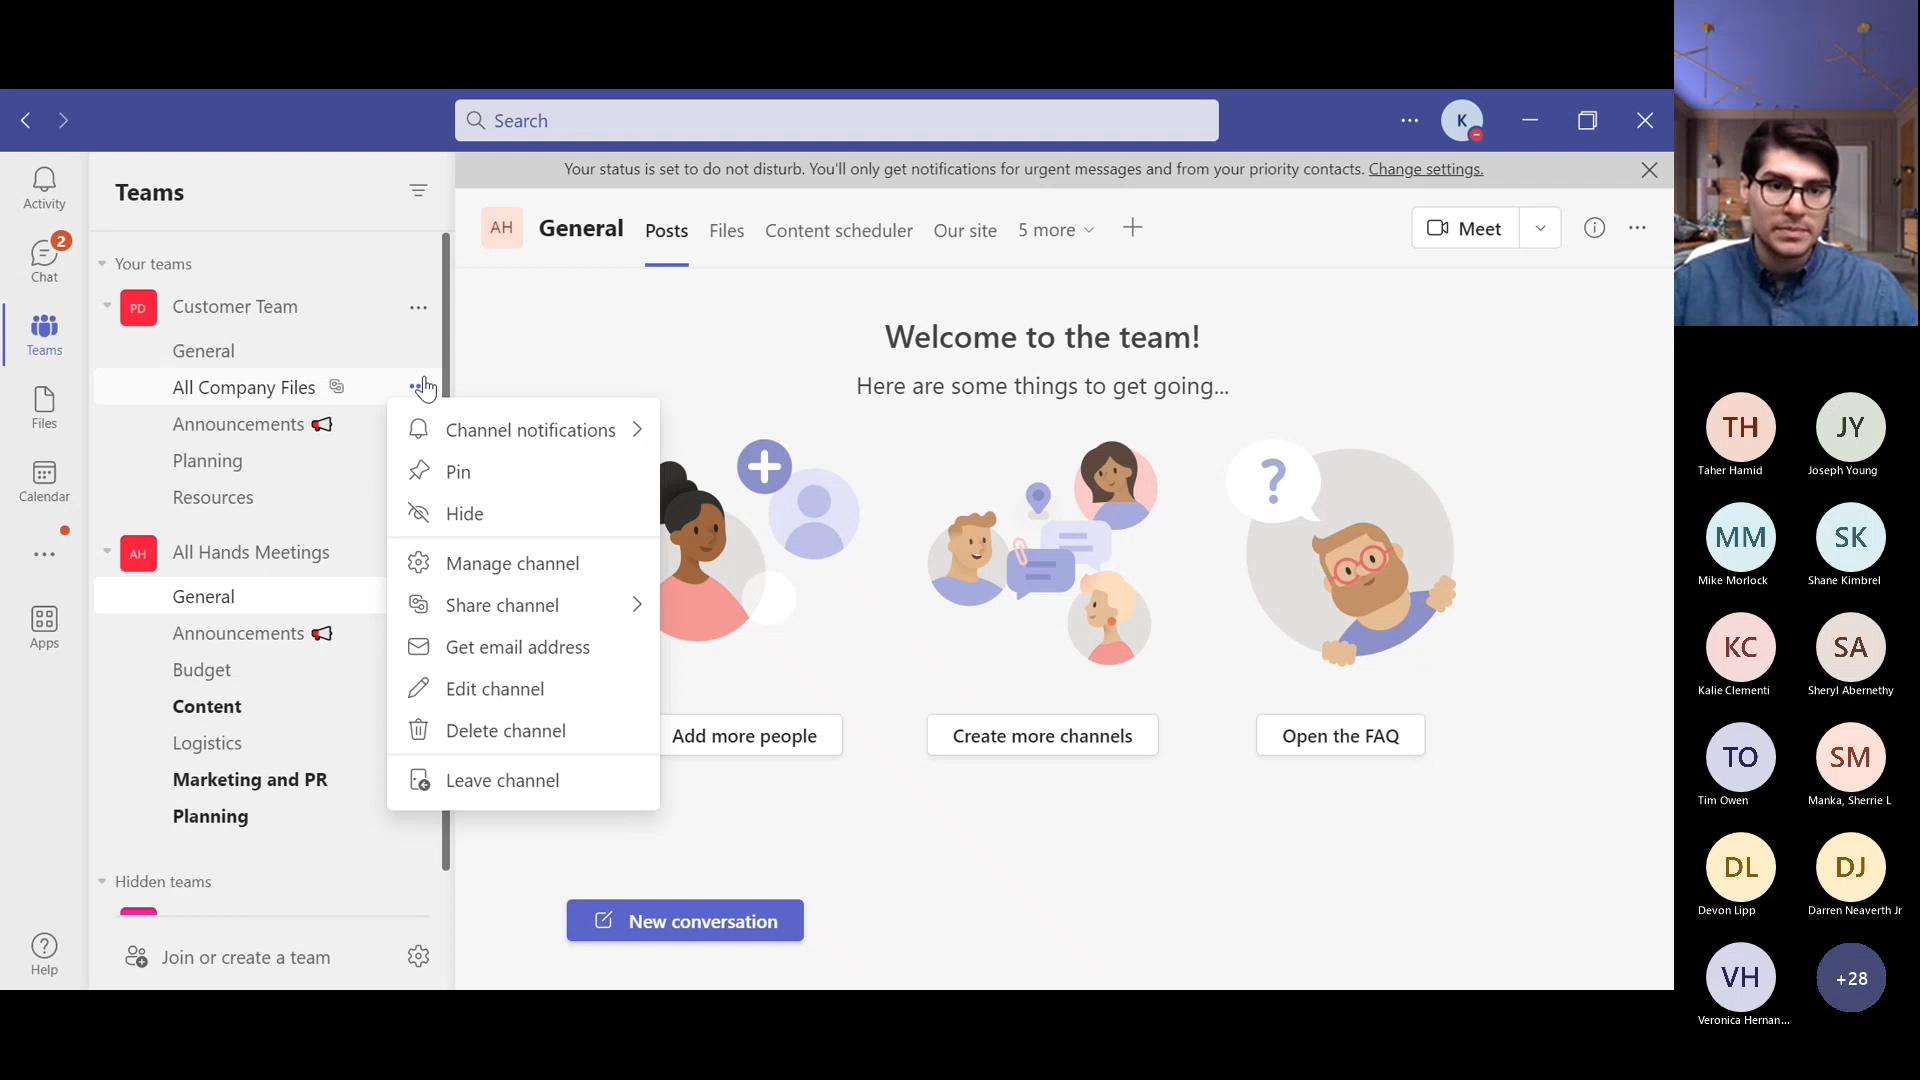 Search
K
Your status is set to do not disturb. You'll only get notifications for urgent messages and from your priority contacts. Change settings.
Activity
2
Chat
Teams
Files
Calendar
Apps
Help
Teams
Your teams
PD Customer Team
General
All Company Files
Announcements
Planning
Resources
AH All Hands Meetings
General
Announcements
Budget
Content
Logistics
Marketing and PR
Planning
Hidden teams
Join or create a team
Channel notifications
Pin
Hide
Manage channel
Share channel
Get email address
Edit channel
Delete channel
Leave channel
AH General Posts Files Content scheduler Our site 5 more
Meet
Welcome to the team!
Here are some things to get going...
?
Add more people
Create more channels
Open the FAQ
New conversation
TH JY
Taher Hamid Joseph Young
MM SK
Mike Morlock Shane Kimbrel
KC SA
Kalie Clementi Sheryl Abernethy
TO SM
Tim Owen Manka, Sherrie L
DL DJ
Devon Lipp Darren Neaverth Jr
VH +28
Veronica Hernan...